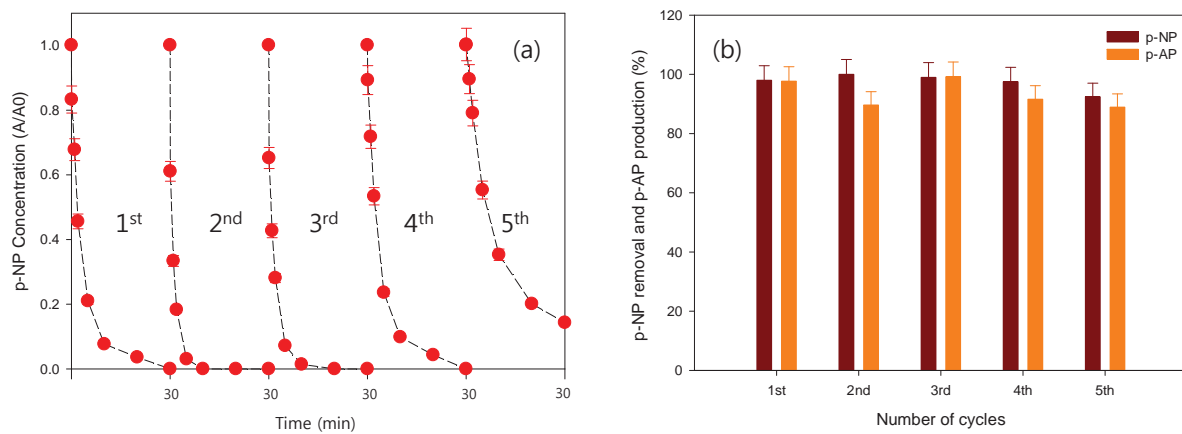 (a)
p-NP Concentration (A/A0)
1.0
0.8
0.6
0.4
0.2
0.0
1st 2nd 3rd 4th 5th
30 30 30 30 30
Time (min)
(b)
p-NP
p-AP
p-NP removal and p-AP production (%)
120
100
80
60
40
20
0
1st 2nd 3rd 4th 5th
Number of cycles